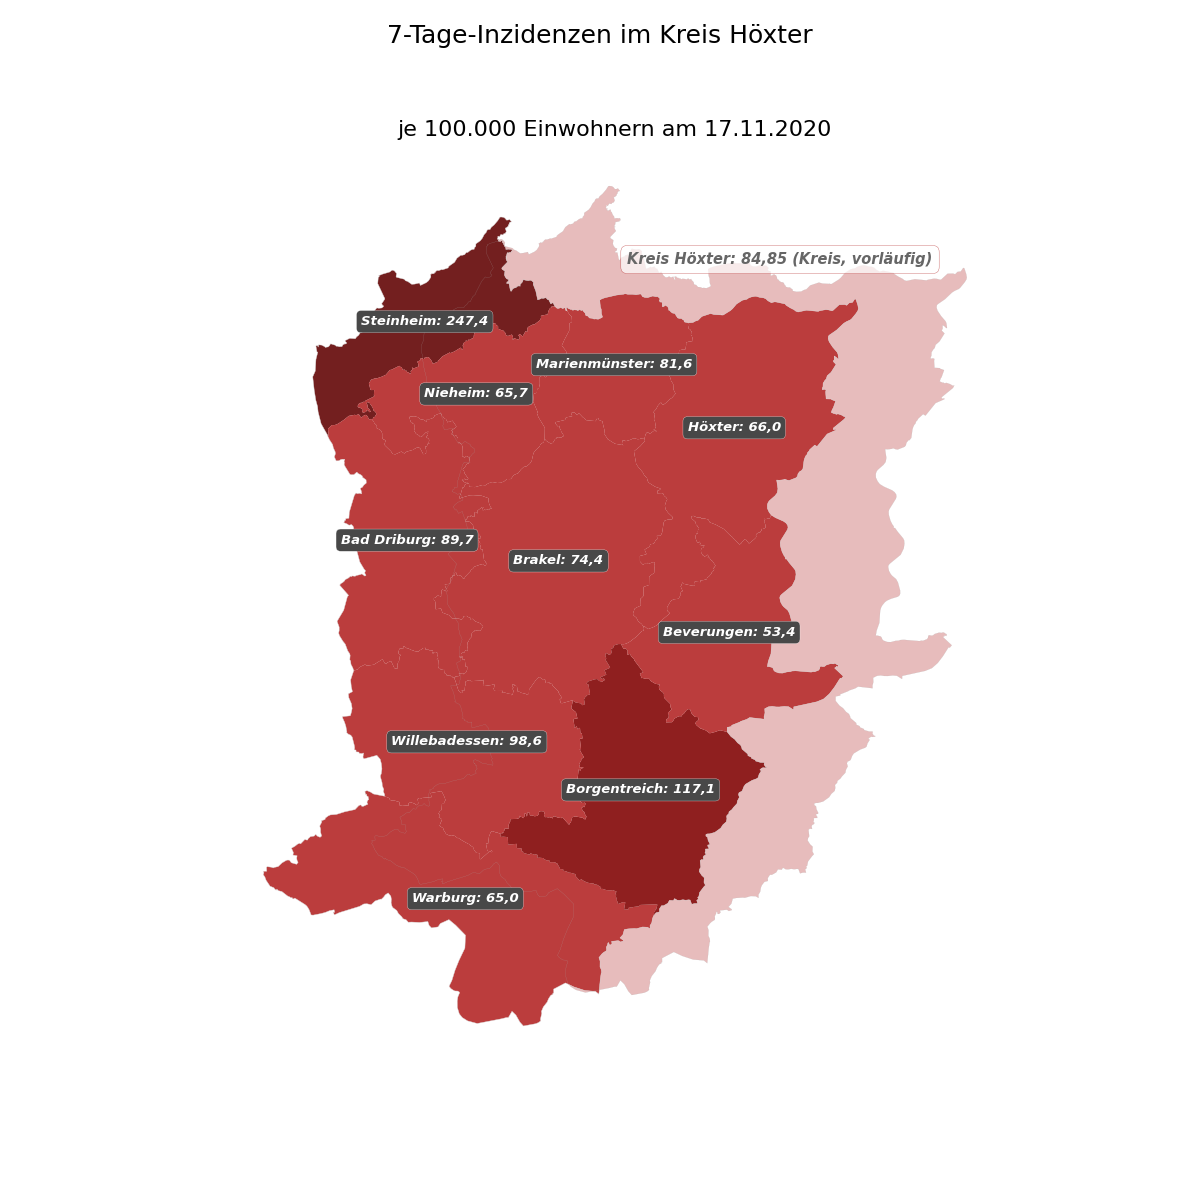 7-Tage-Inzidenzen im Kreis Höxter
je 100.000 Einwohnern am 17.11.2020
Kreis Höxter: 84,85 (Kreis, vorläufig)
Steinheim: 247,4
Marienmünster: 81,6
Nieheim: 65,7
Höxter: 66,0
Bad Driburg: 89,7
Brakel: 74,4
Beverungen: 53,4
Willebadessen: 98,6
Borgentreich: 117,1
Warburg: 65,0